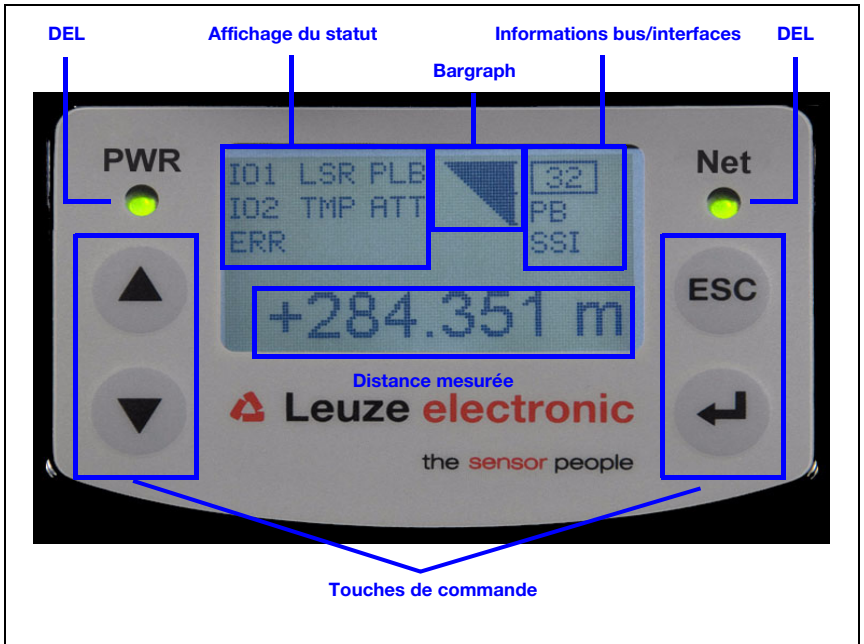 DEL Affichage du statut Informations bus/interfaces DEL
Bargraph
PWR Net
IO1 LSR PLB 32
IO2 TMP ATT PB
ERR SSI
ESC
+284.351 m
Distance mesurée
Leuze electronic
the sensor people
Touches de commande